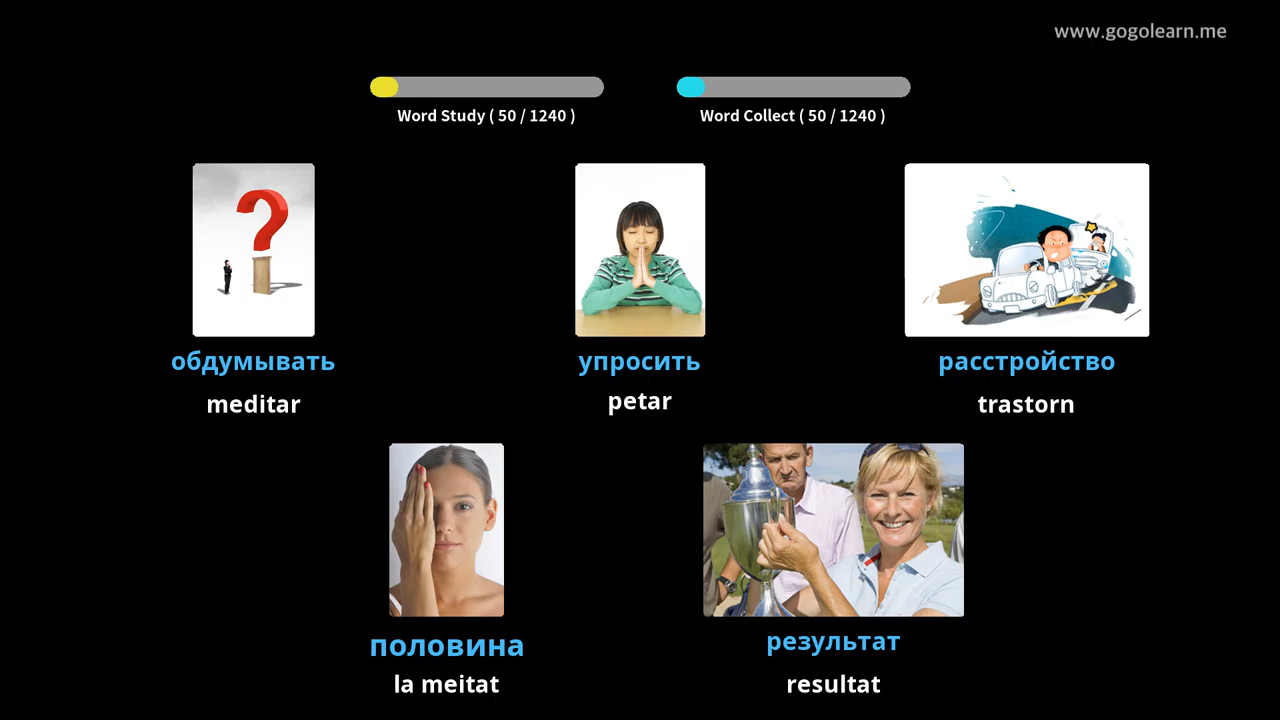 www.gogolearn.me
Word Study ( 50 / 1240 )
Word Collect ( 50 / 1240 )
обдумывать
meditar
упросить
petar
расстройство
trastorn
половина
la meitat
результат
resultat